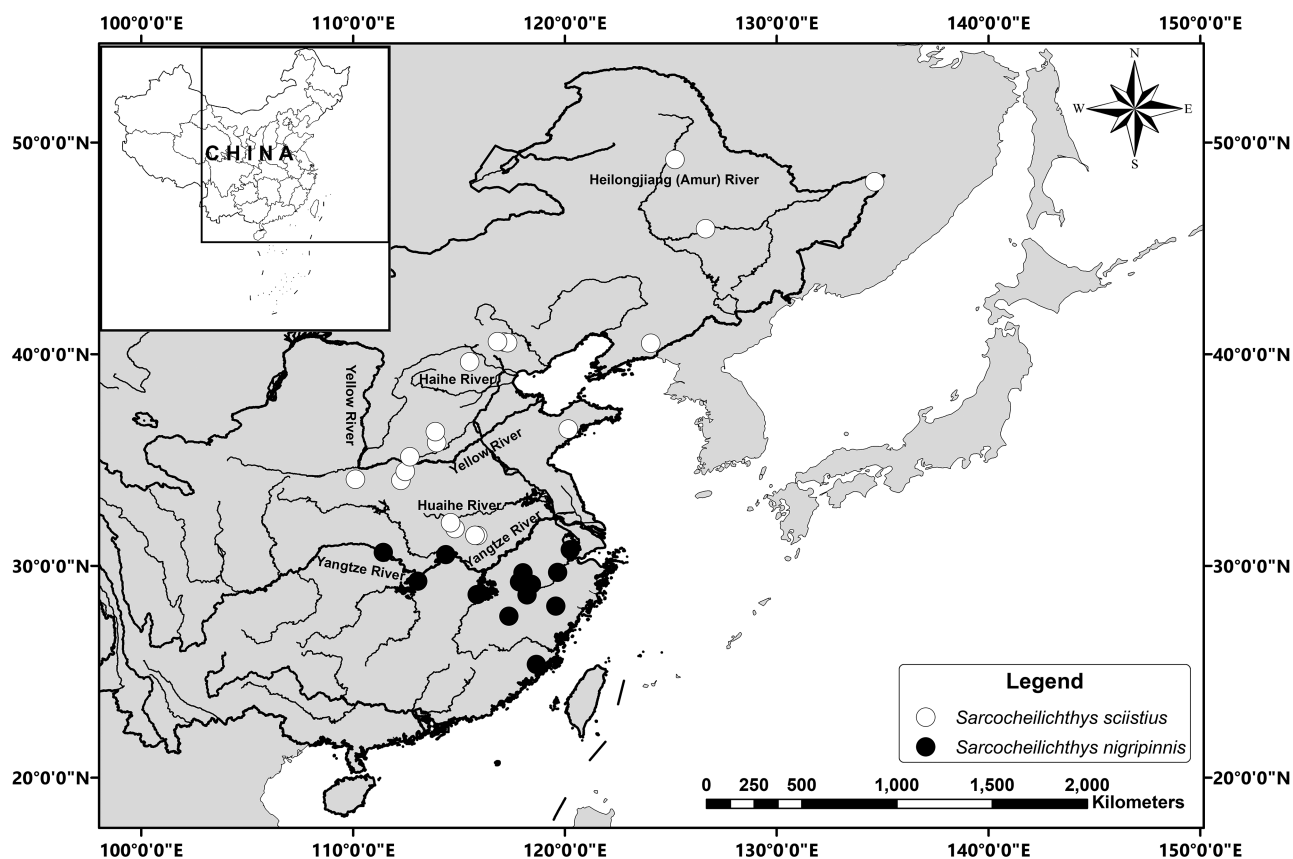 100°0'0"E 110°0'0"E 120°0'0"E 130°0'0"E 140°0'0"E 150°0'0"E
N
W E
S
CHINA
50°0'0"N 50°0'0"N
Heilongjiang (Amur) River
40°0'0"N 40°0'0"N
Haihe River
Yellow River
Yellow River
Huaihe River
Yangtze River
Yangtze River
30°0'0"N 30°0'0"N
Legend
Sarcocheilichthys sciistius
Sarcocheilichthys nigripinnis
20°0'0"N 20°0'0"N
0 250 500 1,000 1,500 2,000
Kilometers
100°0'0"E 110°0'0"E 120°0'0"E 130°0'0"E 140°0'0"E 150°0'0"E